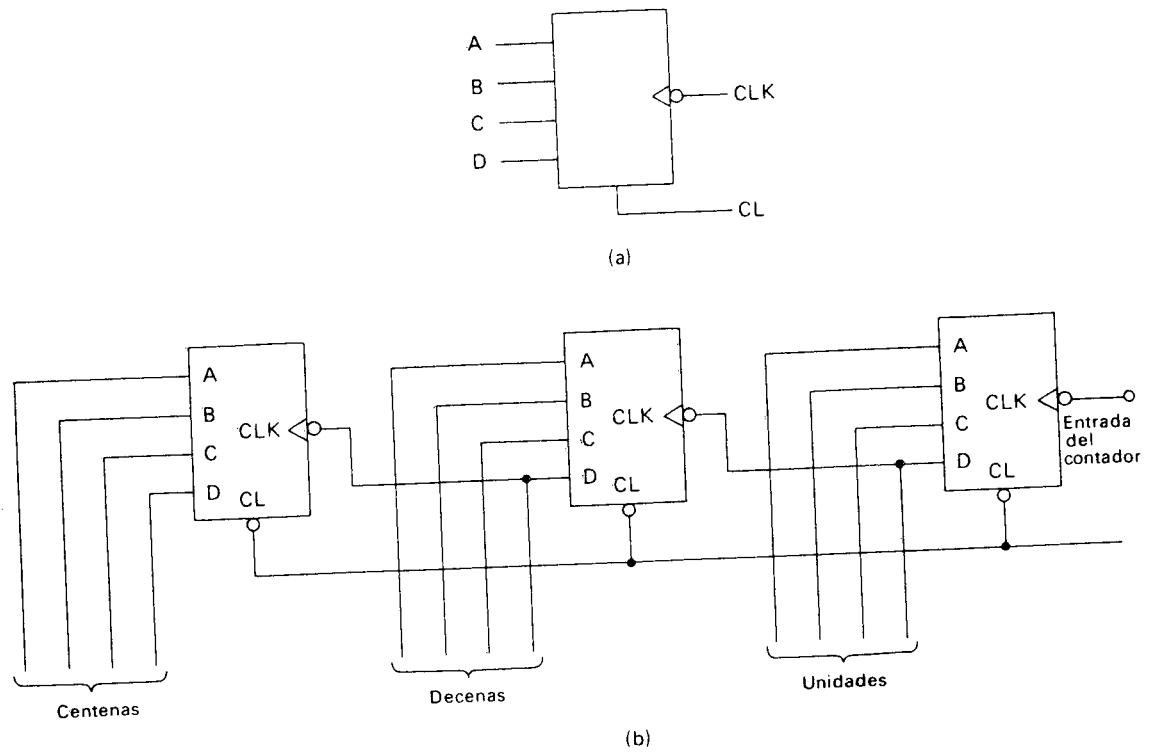 A
B
C
D
CLK
CL
(a)
A
B
C
D
CLK
CL
A
B
C
D
CLK
CL
A
B
C
D
CLK
CL
Entrada
del
contador
Centenas
Decenas
Unidades
(b)